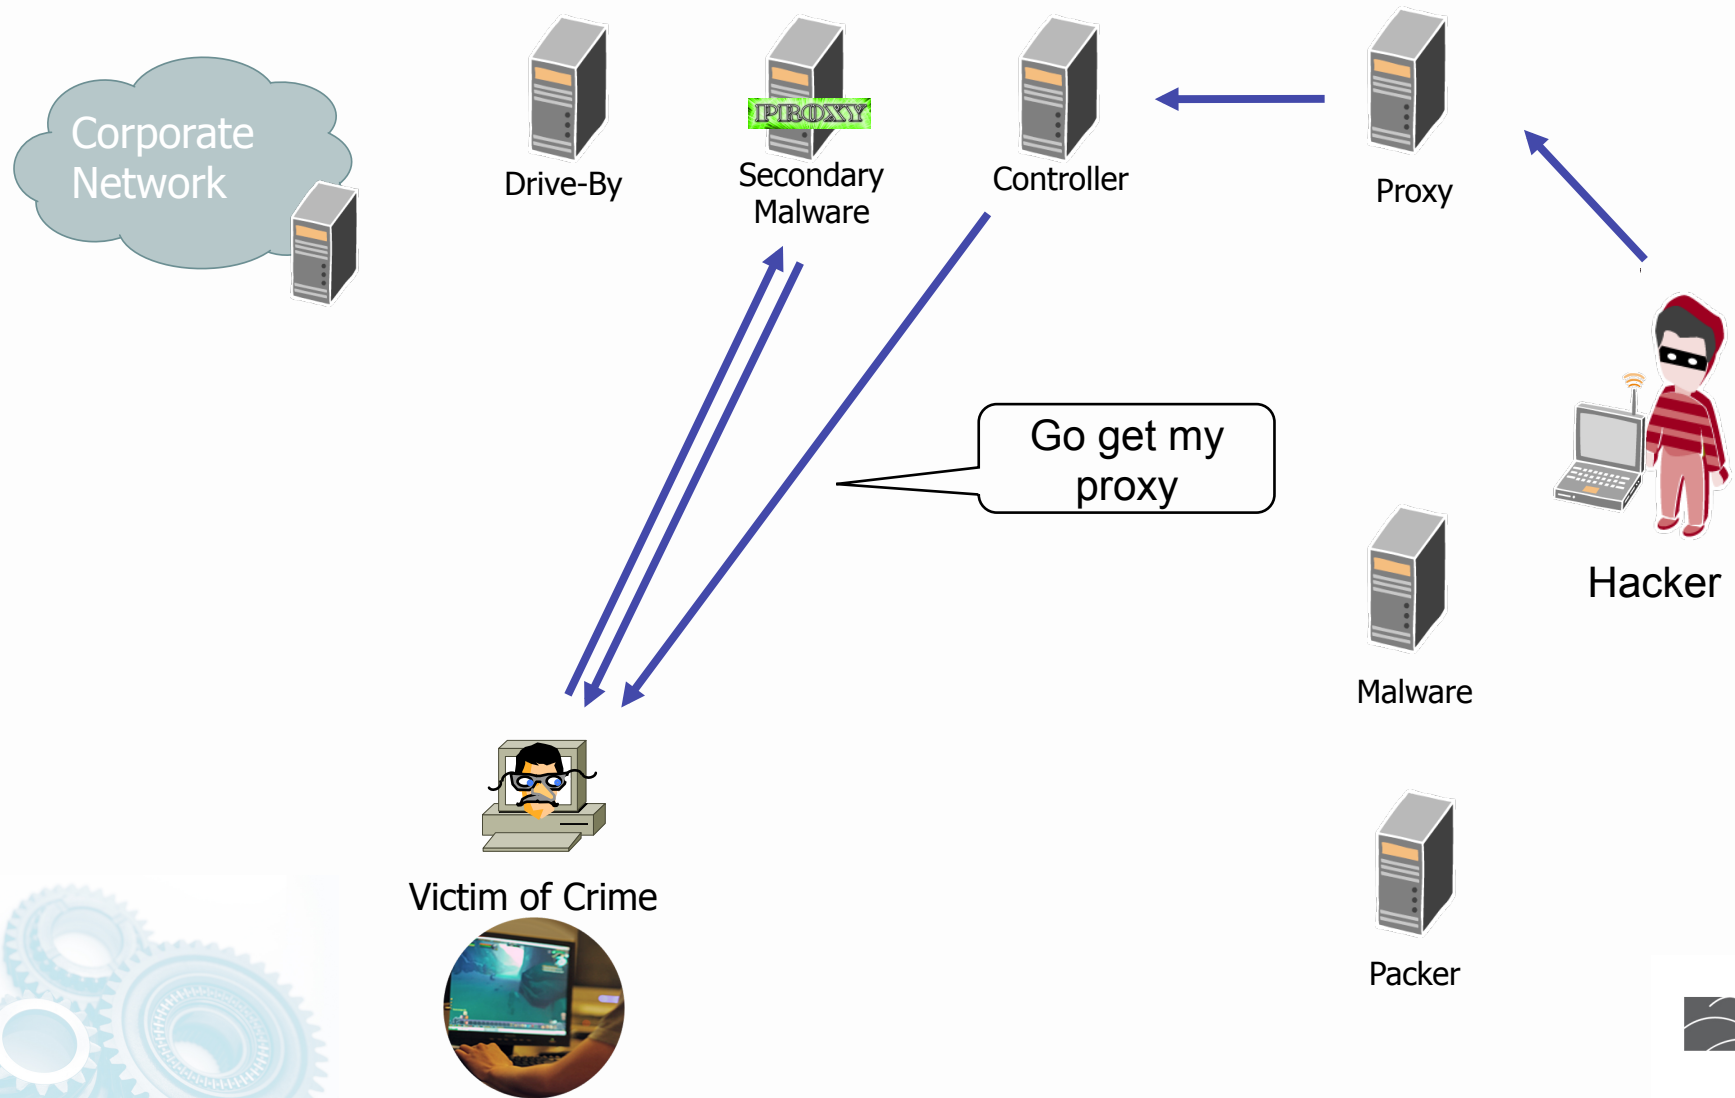 Corporate
Network
Drive-By
PROXY
Secondary
Malware
Controller
Proxy
Go get my
proxy
Hacker
Malware
Victim of Crime
Packer